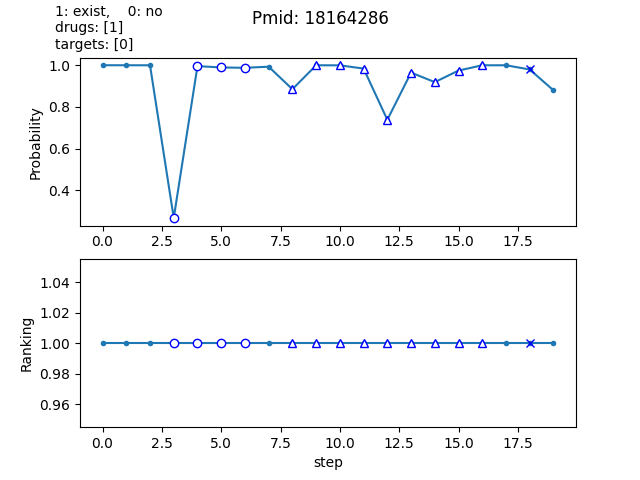 1: exist,    0: no
drugs: [1]
targets: [0]
Pmid: 18164286
1.0
0.8
0.6
0.4
Probability
0.0 2.5 5.0 7.5 10.0 12.5 15.0 17.5
1.04
1.02
1.00
0.98
0.96
Ranking
0.0 2.5 5.0 7.5 10.0 12.5 15.0 17.5
step